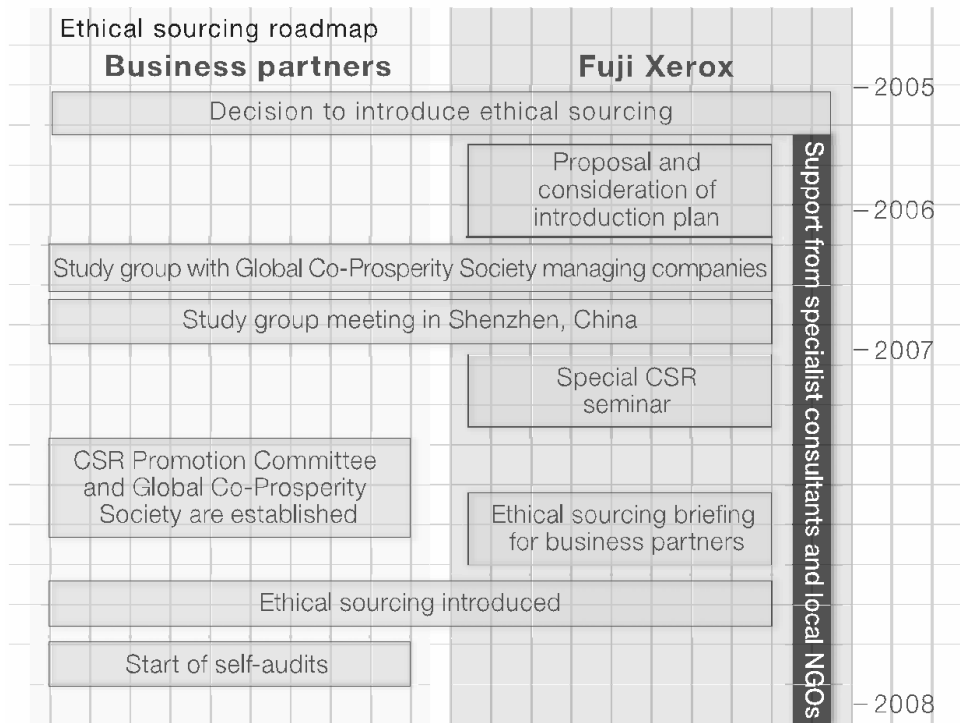 Ethical sourcing roadmap
Business partners
Fuji Xerox
–2005
Decision to introduce ethical sourcing
Proposal and
consideration of
introduction plan
–2006
Study group with Global Co-Prosperity Society managing companies
Study group meeting in Shenzhen, China
–2007
Special CSR
seminar
CSR Promotion Committee
and Global Co-Prosperity
Society are established
Ethical sourcing briefing
for business partners
Ethical sourcing introduced
Start of self-audits
–2008
Support from specialist consultants and local NGOs